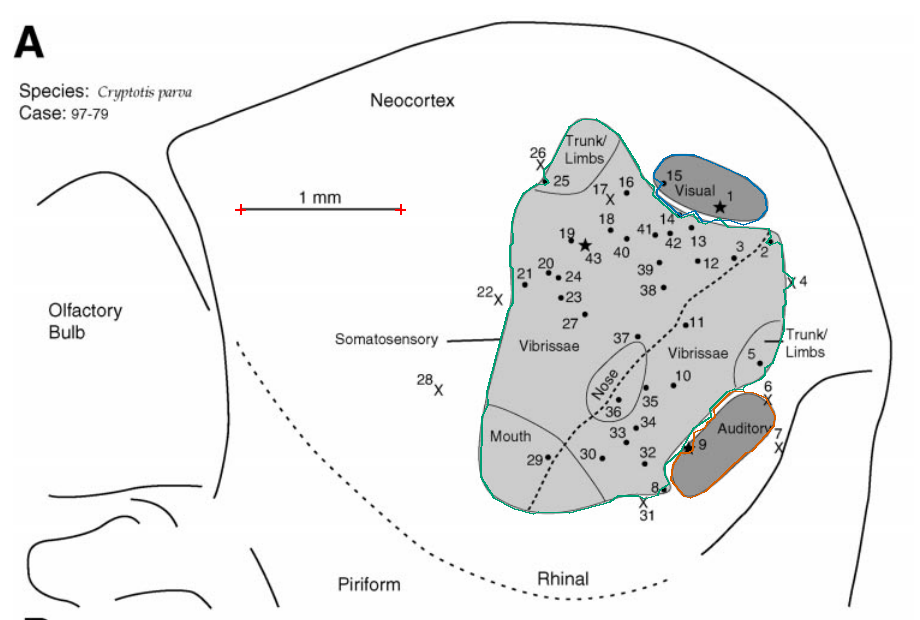 A
Species: Cryptotis parva
Case: 97-79
Neocortex
1 mm
Trunk/
Limbs
26
25
15
Visual
1
16
17
X
X
18
14
41
42
13
3
2
19
43
40
12
20
24
39
21
38
4
X
22
X
23
27
11
Olfactory
Bulb
Somatosensory
Vibrissae
37
Vibrissae
Trunk/
Limbs
5
28
X
Nose
10
35
36
6
X
Mouth
34
33
Auditory
7
X
9
29
30
32
8
X
31
Piriform
Rhinal